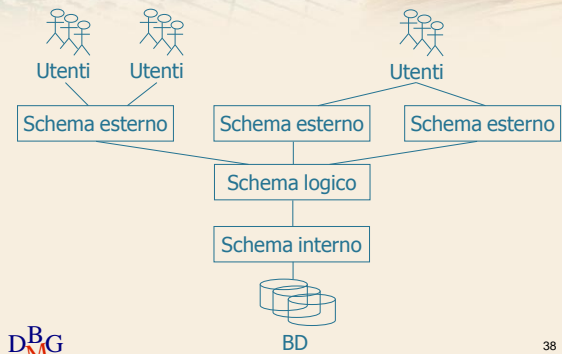 Utenti Utenti Utenti
Schema esterno Schema esterno Schema esterno
Schema logico
Schema interno
BD
DBMG
38